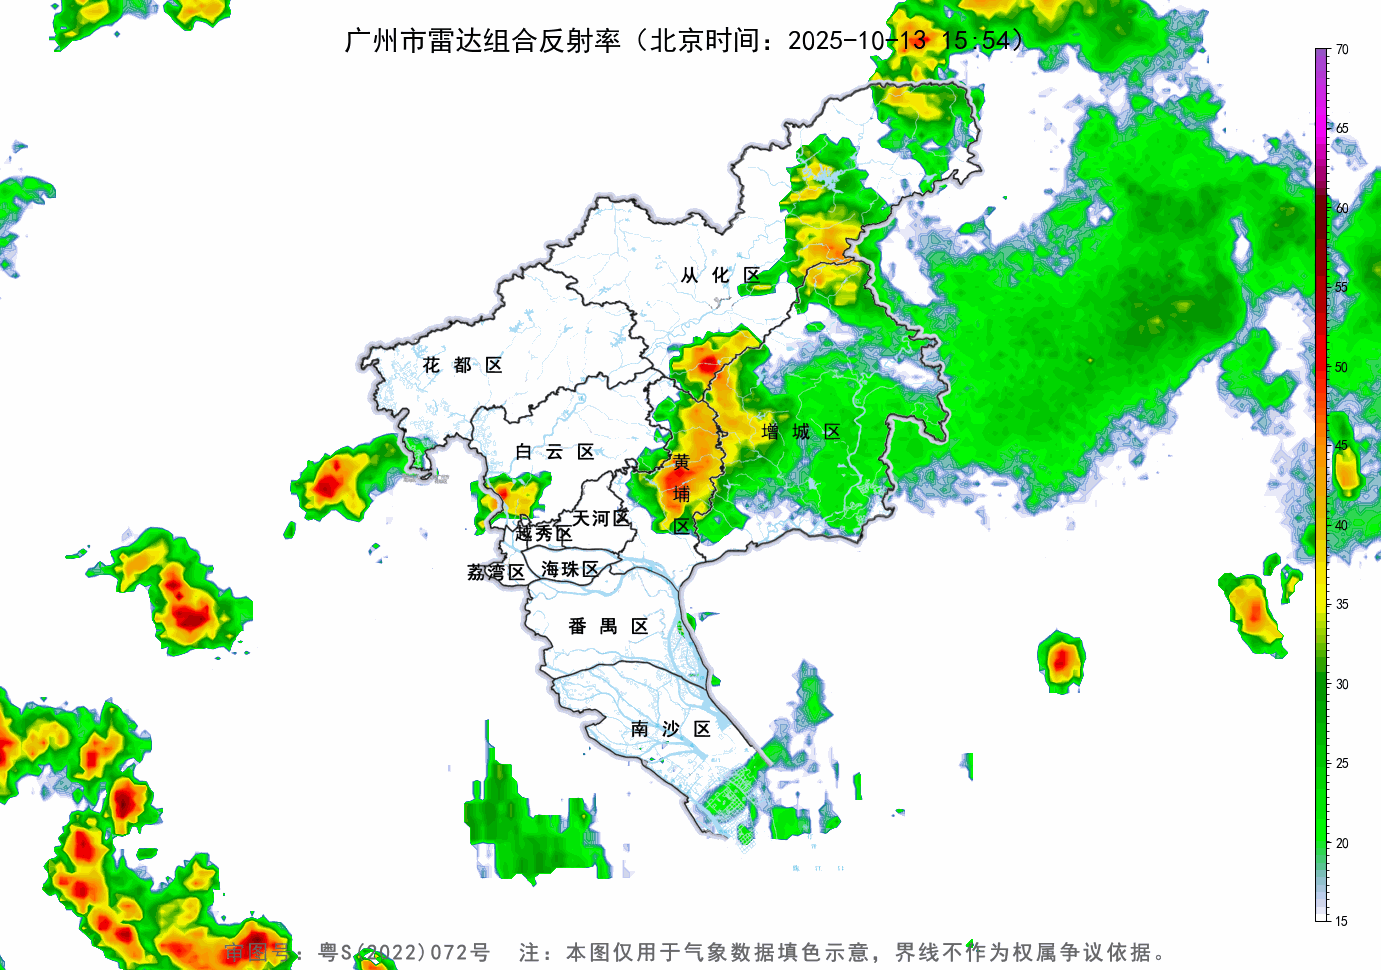 广州市雷达组合反射率（北京时间：2025-10-13 15:54）
70
65
60
55
50
45
40
35
30
25
20
15
从化区
花都区
增城区
白云区
黄埔区
天河区
越秀区
荔湾区
海珠区
番禺区
南沙区
审图号：粤S(2022)072号 注：本图仅用于气象数据填色示意，界线不作为权属争议依据。